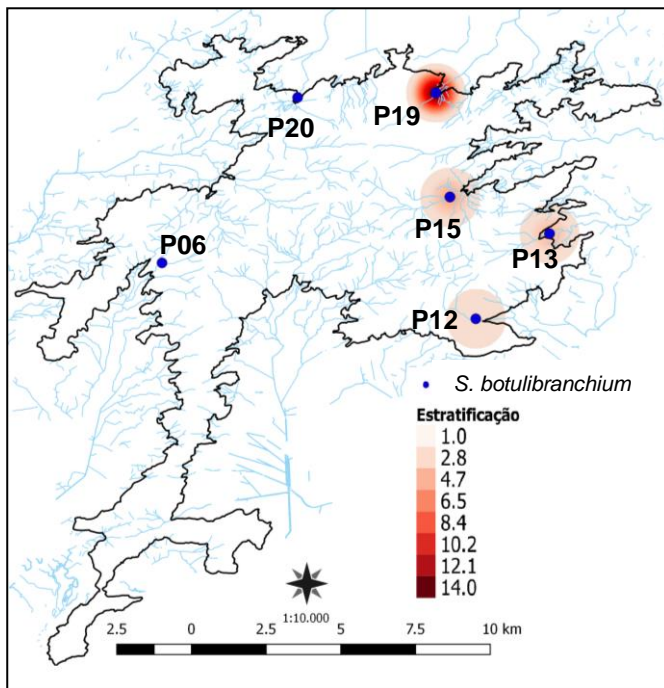 P20
P19
P15
P06
P13
P12
S. botulibranchium
Estratificação
1.0
2.8
4.7
6.5
8.4
10.2
12.1
14.0
1:10.000
2.5 0 2.5 5 7.5 10 km